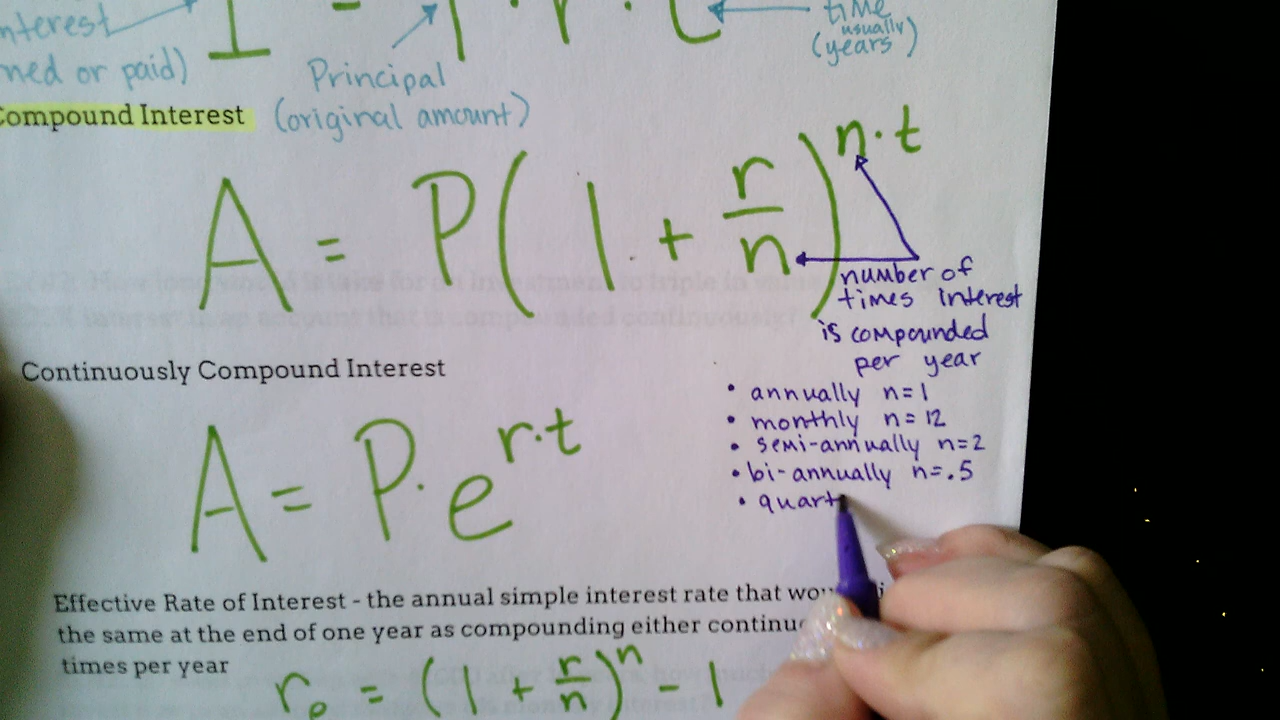 I = P · r · t
nterest
ned or paid)
Principal
(original amount)
time
usually
(years)
Compound Interest
A = P(1 + r/n)^n·t
number of
times interest
is compounded
per year
• annually n=1
• monthly n=12
• semi-annually n=2
• bi-annually n=.5
• quart
Continuously Compound Interest
A = P·e^r·t
Effective Rate of Interest - the annual simple interest rate that wou
the same at the end of one year as compounding either continuo
times per year
r_e = (1 + r/n)^n - 1